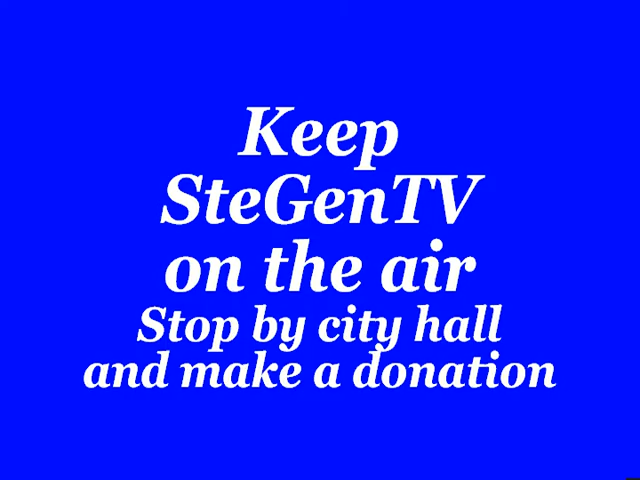 Keep
SteGenTV
on the air
Stop by city hall
and make a donation